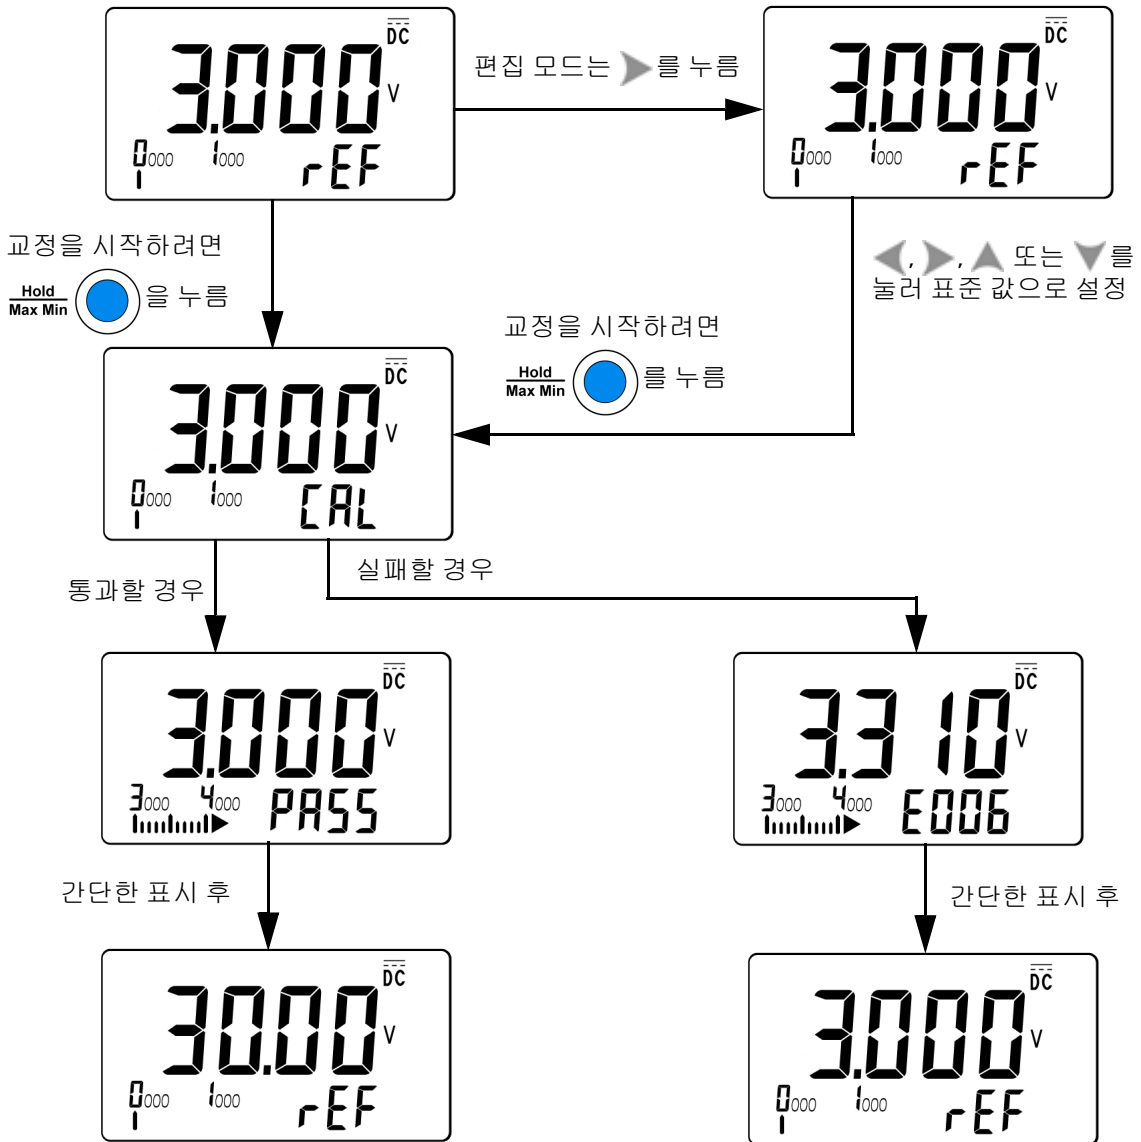 DC
3.000 V
0000 1000 rEF
편집 모드는 를 누름
DC
3.000 V
0000 1000 rEF
교정을 시작하려면
Hold
Max Min 을 누름
, , 또는 를
눌러 표준 값으로 설정
교정을 시작하려면
Hold
Max Min 를 누름
DC
3.000 V
0000 1000 CAL
통과할 경우
실패할 경우
DC
3.000 V
3000 4000 PASS
DC
3.310 V
3000 4000 E006
간단한 표시 후
간단한 표시 후
DC
30.00 V
0000 1000 rEF
DC
3.000 V
0000 1000 rEF